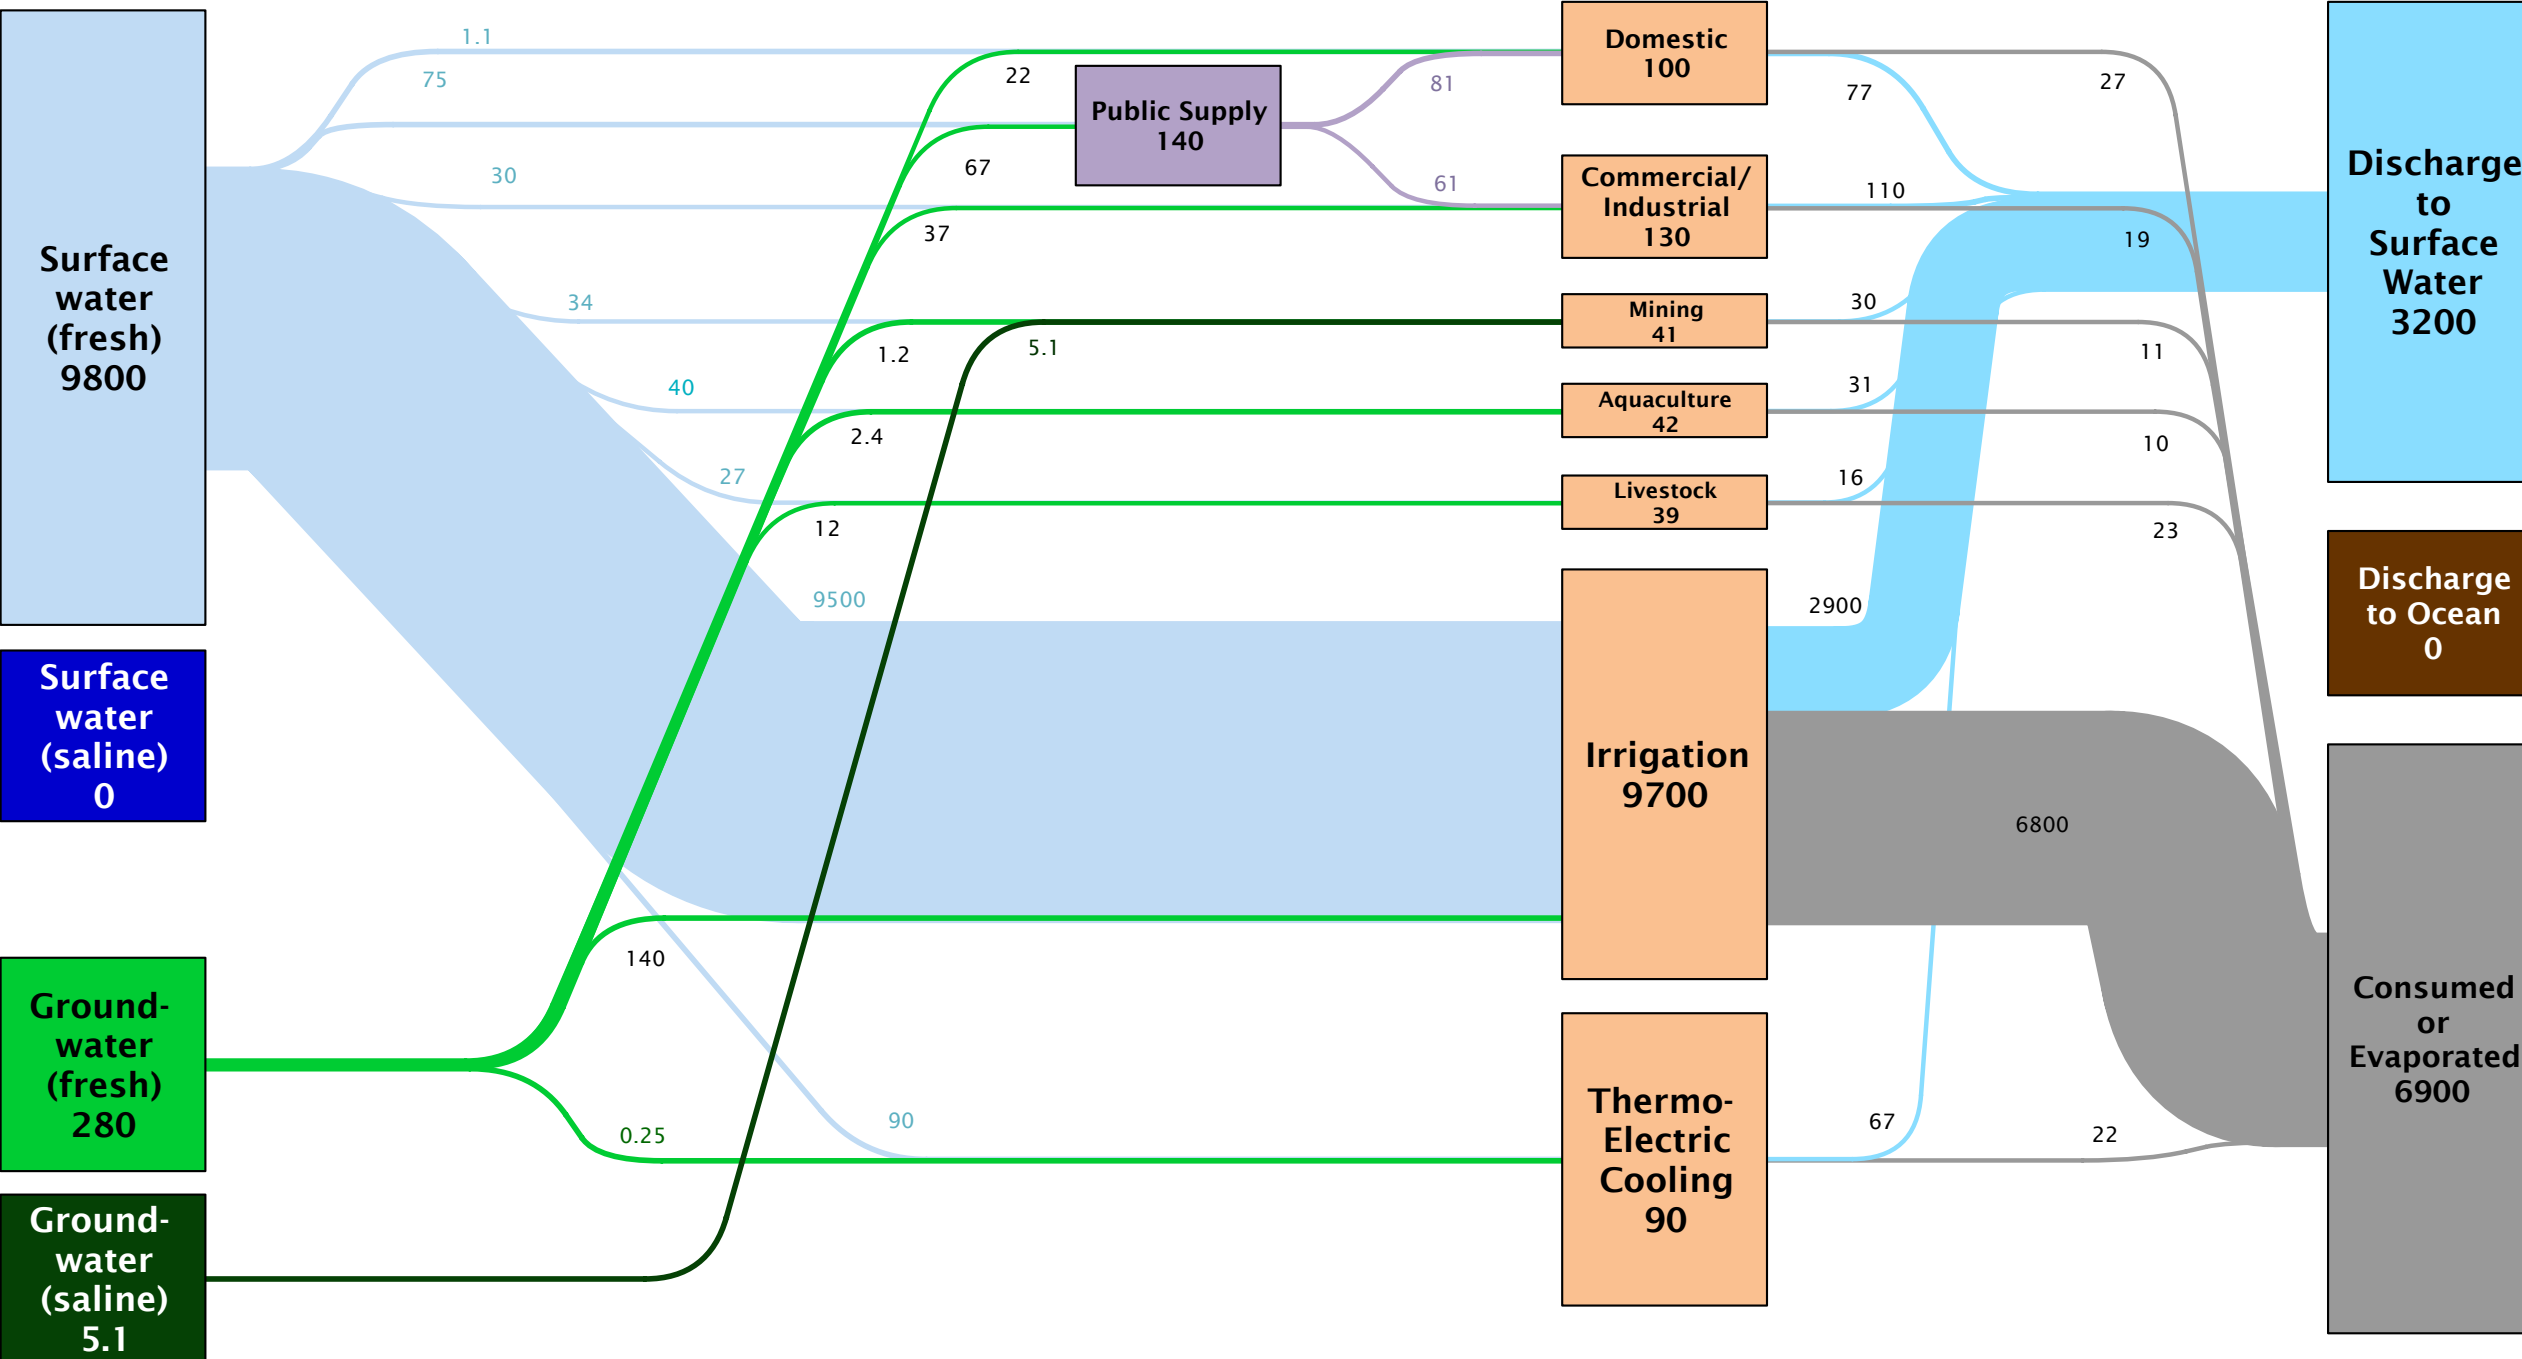 Surface
water
(fresh)
9800
Surface
water
(saline)
0
Ground-
water
(fresh)
280
Ground-
water
(saline)
5.1
1.1
75
30
34
40
27
9500
90
22
67
37
1.2
5.1
2.4
12
140
0.25
Public Supply
140
81
61
Domestic
100
Commercial/
Industrial
130
Mining
41
Aquaculture
42
Livestock
39
Irrigation
9700
Thermo-
Electric
Cooling
90
77
27
110
19
30
11
31
10
16
23
2900
6800
67
22
Discharge
to
Surface
Water
3200
Discharge
to Ocean
0
Consumed
or
Evaporated
6900